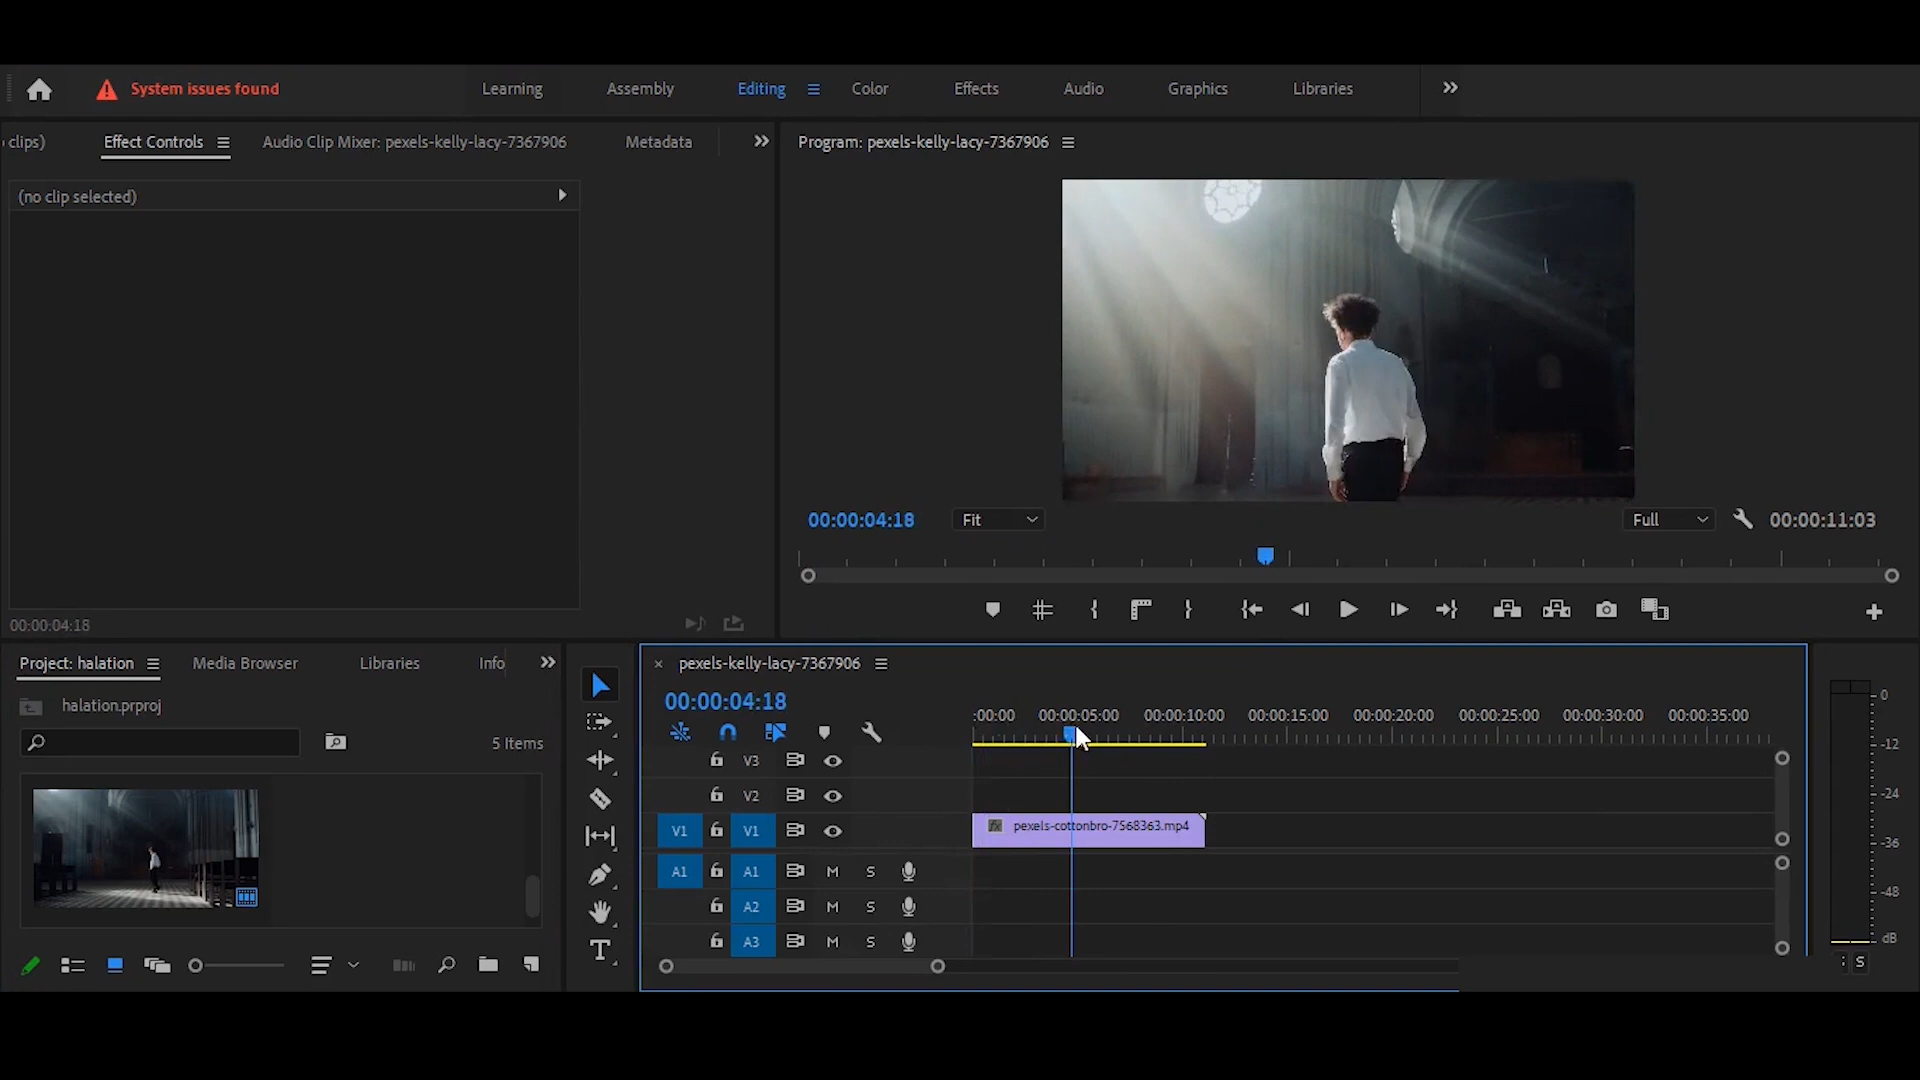 System issues found
Learning Assembly Editing Color Effects Audio Graphics Libraries
clips) Effect Controls Audio Clip Mixer: pexels-kelly-lacy-7367906 Metadata
Program: pexels-kelly-lacy-7367906
(no clip selected)
00:00:04:18 Fit Full 00:00:11:03
00:00:04:18
Project: halation Media Browser Libraries Info
halation.prproj
5 Items
pexels-kelly-lacy-7367906
00:00:04:18
:00:00 00:00:05:00 00:00:10:00 00:00:15:00 00:00:20:00 00:00:25:00 00:00:30:00 00:00:35:00
V3
V2
V1 V1 fx pexels-cottonbro-7568363.mp4
A1 A1 M S
A2 M S
A3 M S
0
-12
-24
-36
-48
dB
S